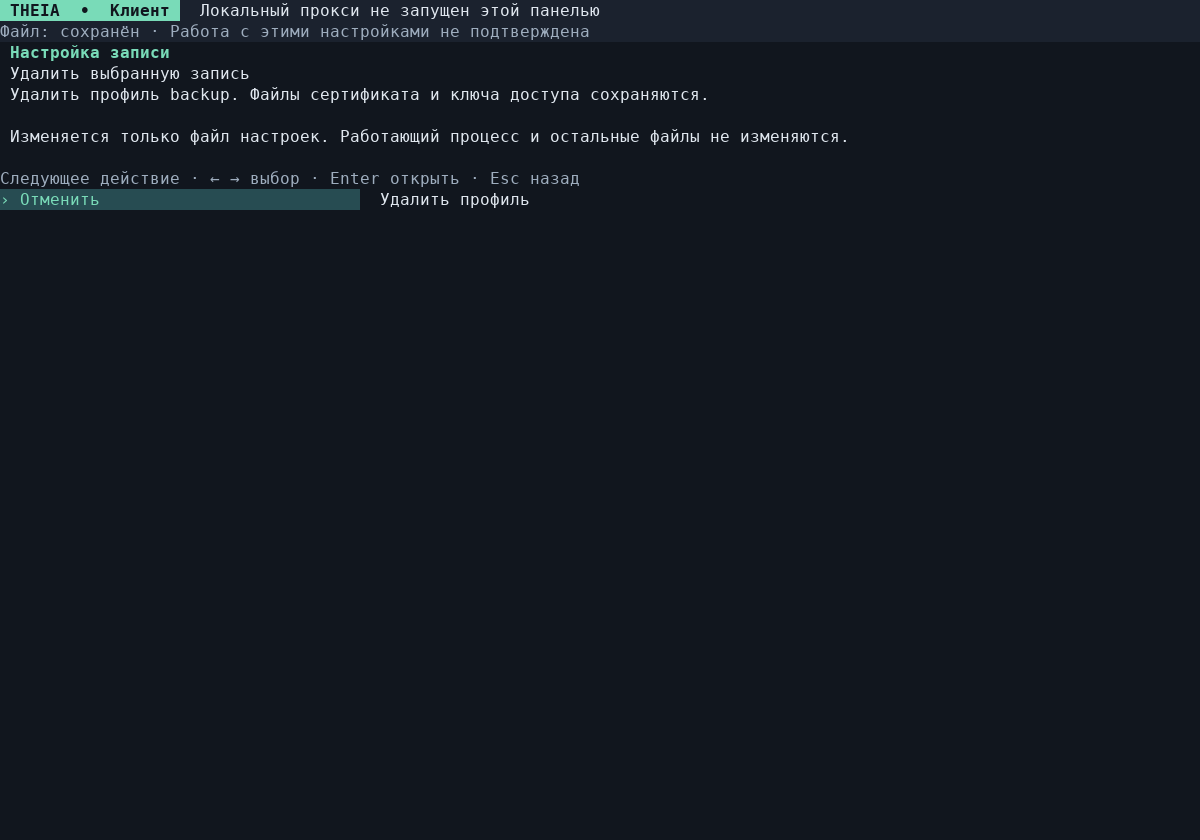 THEIA • Клиент Локальный прокси не запущен этой панелью
Файл: сохранён · Работа с этими настройками не подтверждена
Настройка записи
Удалить выбранную запись
Удалить профиль backup. Файлы сертификата и ключа доступа сохраняются.
Изменяется только файл настроек. Работающий процесс и остальные файлы не изменяются.
Следующее действие · ← → выбор · Enter открыть · Esc назад
› Отменить Удалить профиль